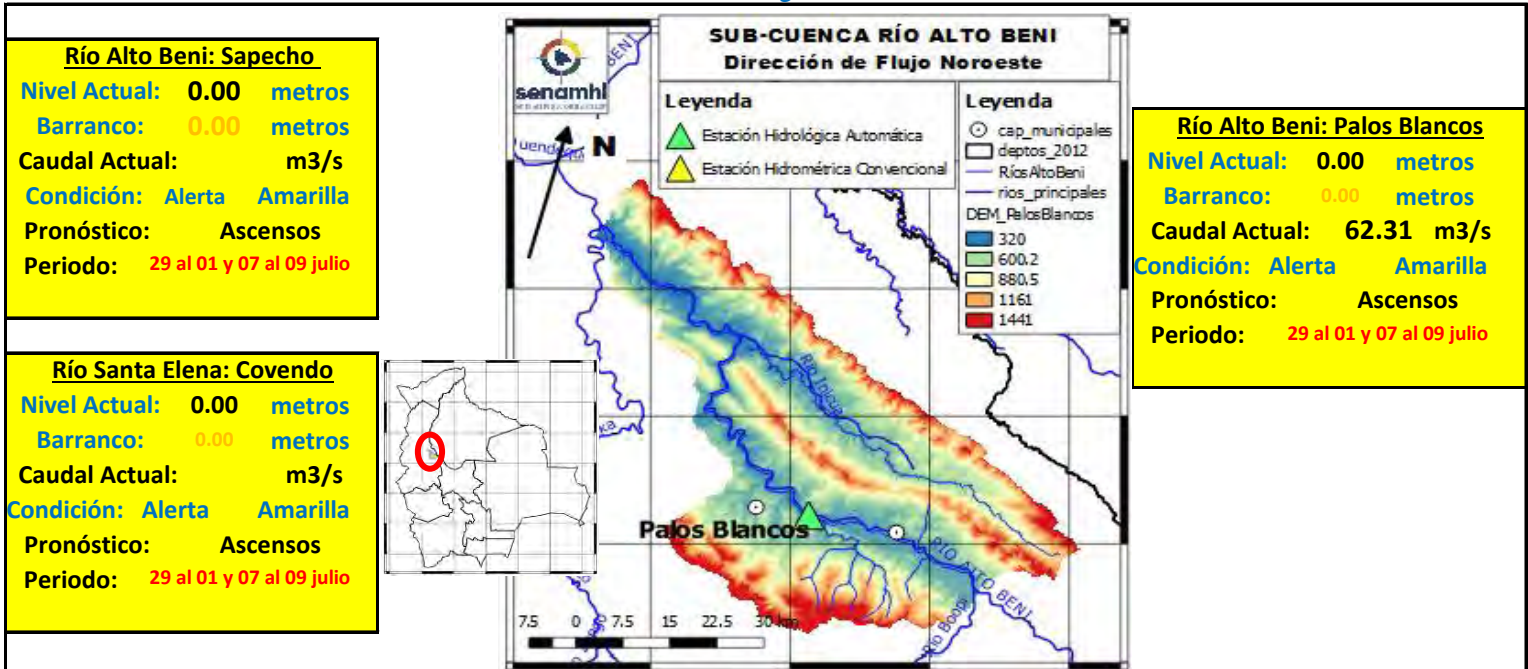 Río Alto Beni: Sapecho
Nivel Actual: 0.00 metros
Barranco: 0.00 metros
Caudal Actual: m3/s
Condición: Alerta Amarilla
Pronóstico: Ascensos
Periodo: 29 al 01 y 07 al 09 julio
Río Santa Elena: Covendo
Nivel Actual: 0.00 metros
Barranco: 0.00 metros
Caudal Actual: m3/s
Condición: Alerta Amarilla
Pronóstico: Ascensos
Periodo: 29 al 01 y 07 al 09 julio
senamhi
BENI
SUB-CUENCA RÍO ALTO BENI
Dirección de Flujo Noroeste
Leyenda
Estación Hidrológica Automática
Estación Hidrométrica Convencional
Leyenda
cap_municipales
deptos_2012
RíosAltoBeni
rios_principales
DEM_PalosBlancos
320
600.2
880.5
1161
1441
N
Palos Blancos
RIO ALTO BENI
7.5 0 7.5 15 22.5 30 km
Río Alto Beni: Palos Blancos
Nivel Actual: 0.00 metros
Barranco: 0.00 metros
Caudal Actual: 62.31 m3/s
Condición: Alerta Amarilla
Pronóstico: Ascensos
Periodo: 29 al 01 y 07 al 09 julio